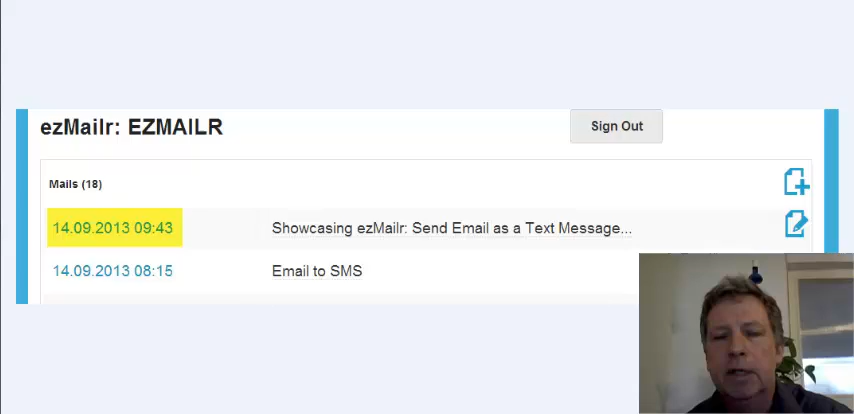 ezMailr: EZMAILR
Sign Out
Mails (18)
14.09.2013 09:43 Showcasing ezMailr: Send Email as a Text Message...
14.09.2013 08:15 Email to SMS